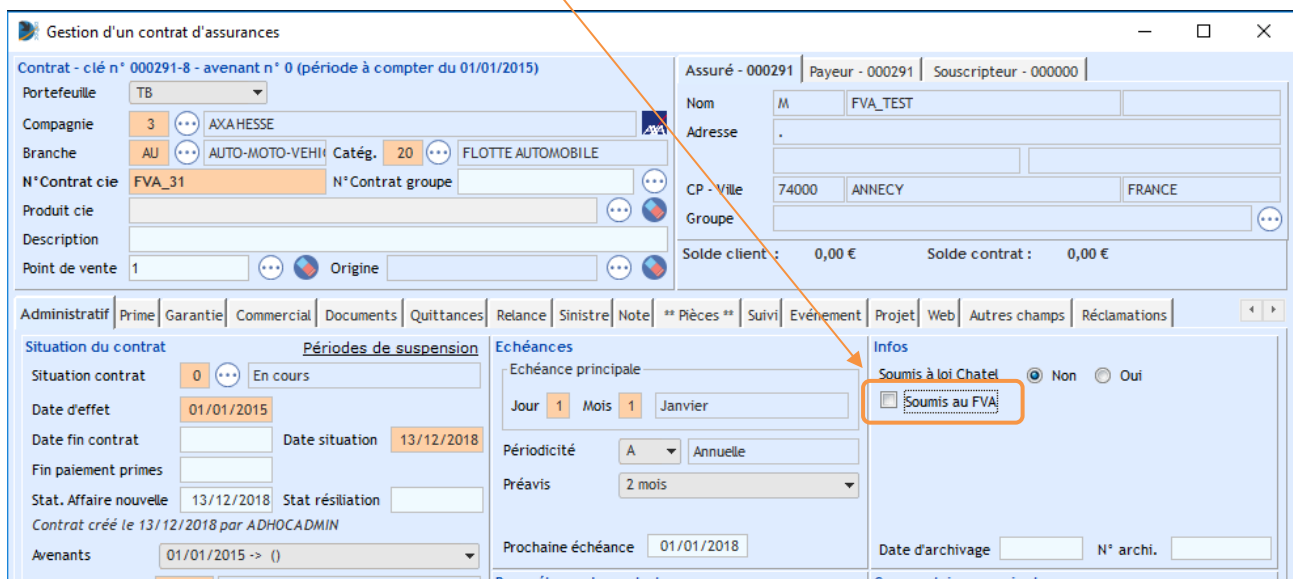 Gestion d'un contrat d'assurances
Contrat - clé n° 000291-8 - avenant n° 0 (période à compter du 01/01/2015)
Portefeuille TB
Compagnie 3 AXA HESSE AXA
Branche AU AUTO-MOTO-VEHI Catég. 20 FLOTTE AUTOMOBILE
N°Contrat cie FVA_31 N°Contrat groupe
Produit cie
Description
Point de vente 1 Origine
Assuré - 000291 Payeur - 000291 Souscripteur - 000000
Nom M FVA_TEST
Adresse .
CP - Ville 74000 ANNECY FRANCE
Groupe
Solde client : 0,00 € Solde contrat : 0,00 €
Administratif Prime Garantie Commercial Documents Quittances Relance Sinistre Note ** Pièces ** Suivi Evénement Projet Web Autres champs Réclamations
Situation du contrat Périodes de suspension
Situation contrat 0 En cours
Date d'effet 01/01/2015
Date fin contrat Date situation 13/12/2018
Fin paiement primes
Stat. Affaire nouvelle 13/12/2018 Stat résiliation
Contrat créé le 13/12/2018 par ADHOCADMIN
Avenants 01/01/2015 -> ()
Echéances
Echéance principale
Jour 1 Mois 1 Janvier
Périodicité A Annuelle
Préavis 2 mois
Prochaine échéance 01/01/2018
Infos
Soumis à loi Chatel Non Oui
Soumis au FVA
Date d'archivage N° archi.